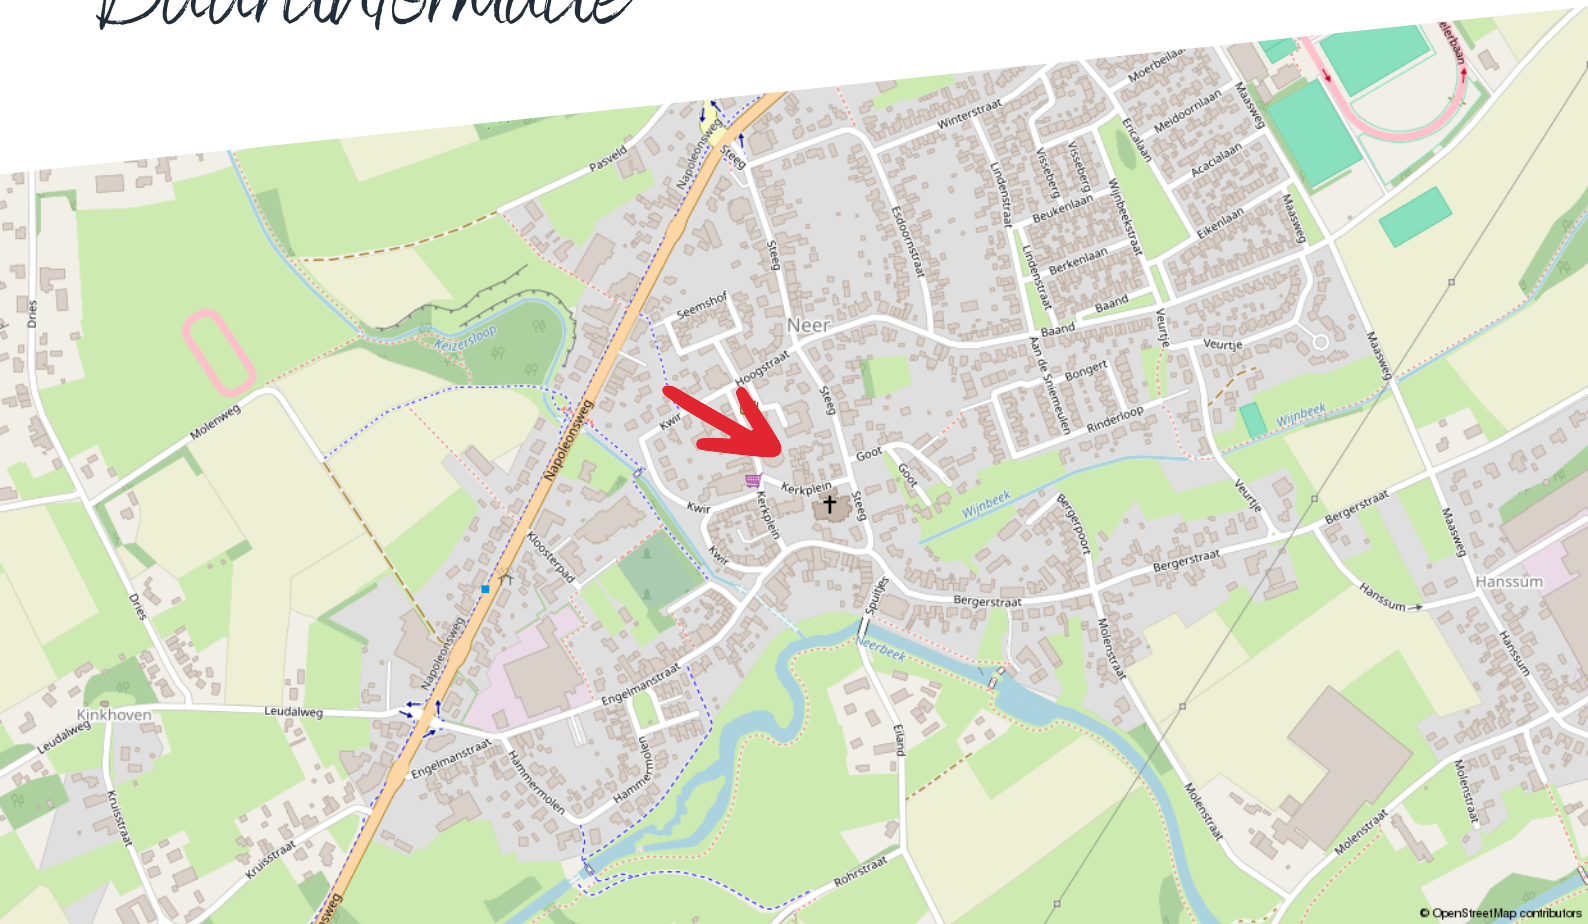 Buurtinformatie
elerbaan
Moerbeilaan
Maasweg
Meidoornlaan
Winterstraat
Ericalaan
Napoleonsweg
Steeg
Pasveld
Visseberg
Visseberg
Acacialaan
Lindenstraat
Wijnbeekstraat
Beukenlaan
Esdoornstraat
Eikenlaan
Maasweg
Steeg
Berkenlaan
Lindenstraat
Seemshof
Baand
Dries
Neer
Baand
Veurtje
Keizersloop
Veurtje
Maasweg
Hoogstraat
Aan de Sniemeulen
Bongert
Steeg
Molenweg
Kwir
Rinderloop
Wijnbeek
Napoleonsweg
Goot
Goot
Kerkplein
Steeg
Wijnbeek
Veurtje
Kwir
Kerkplein
Bergerpoort
Bergerstraat
Maasweg
Kloosterpad
Kwir
Bergerstraat
Hanssum
Dries
Spuitjes
Bergerstraat
Hanssum
Napoleonsweg
Neerbeek
Molenstraat
Hanssum
Engelmanstraat
Kinkhoven
Leudalweg
Leudalweg
Eiland
Hammermolen
Engelmanstraat
Hammermolen
Kruisstraat
Molenstraat
Molenstraat
Molenstraat
Kruisstraat
Rohrstraat
nsweg
© OpenStreetMap contributors